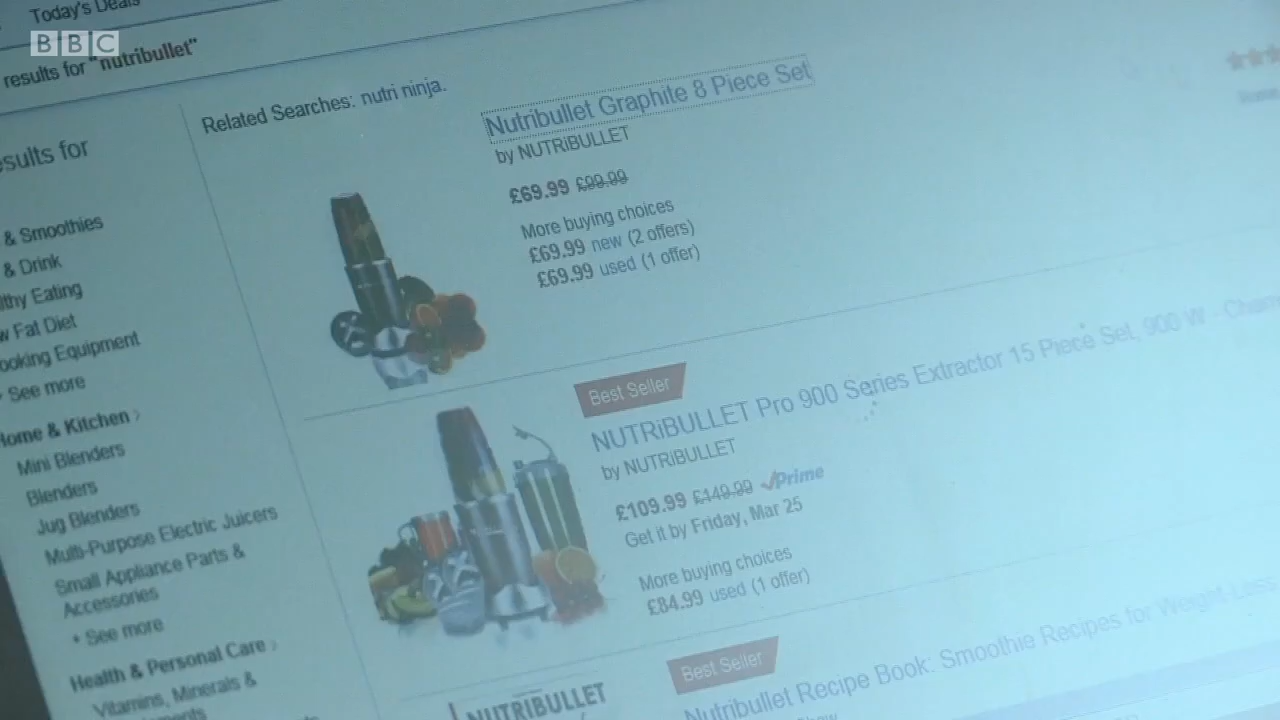 Today's Deals
BBC
results for "nutribullet"
Related Searches: nutri ninja.
esults for
& Smoothies
& Drink
lthy Eating
w Fat Diet
ooking Equipment
See more
Home & Kitchen
Mini Blenders
Blenders
Jug Blenders
Multi-Purpose Electric Juicers
Small Appliance Parts &
Accessories
+ See more
Health & Personal Care
Vitamins, Minerals &
Nutribullet Graphite 8 Piece Set
by NUTRiBULLET
£69.99 £99.99
More buying choices
£69.99 new (2 offers)
£69.99 used (1 offer)
Best Seller
NUTRiBULLET Pro 900 Series Extractor 15 Piece Set, 900 W - Cham
by NUTRiBULLET
£109.99 £149.99 Prime
Get it by Friday, Mar 25
More buying choices
£84.99 used (1 offer)
Best Seller
Nutribullet Recipe Book: Smoothie Recipes for Weight-Loss,
NUTRIBULLET